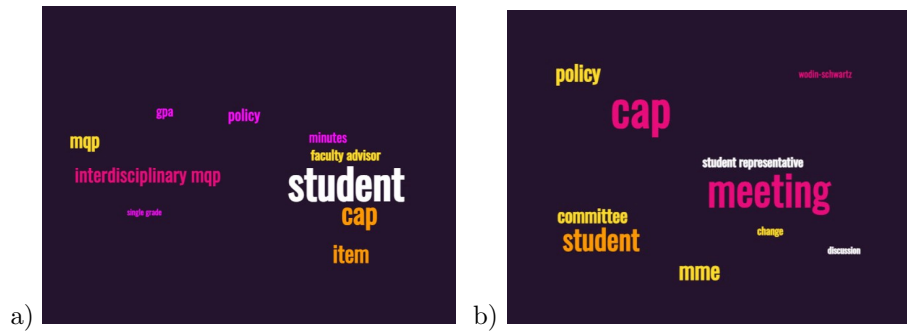 gpa
policy
mqp
minutes
faculty advisor
interdisciplinary mqp
student
single grade
cap
item
a)
policy
wodin-schwartz
cap
student representative
meeting
committee
change
student
discussion
mme
b)